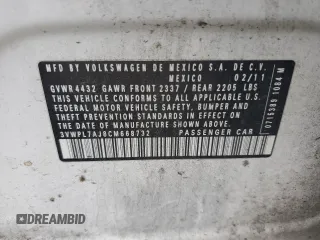 MFD. BY VOLKSWAGEN DE MEXICO S.A. DE C.V.
MEXICO 02/11
GVWR 4432 GAWR FRONT 2337 / REAR 2205 LBS
THIS VEHICLE CONFORMS TO ALL APPLICABLE U.S.
FEDERAL MOTOR VEHICLE SAFETY BUMPER AND
THEFT PREVENTION STANDARDS IN EFFECT ON
THE DATE OF MANUFACTURE SHOWN ABOVE
3VWPL7AJ8CM668732 PASSENGER CAR
0715389 1084 M
DREAMBID